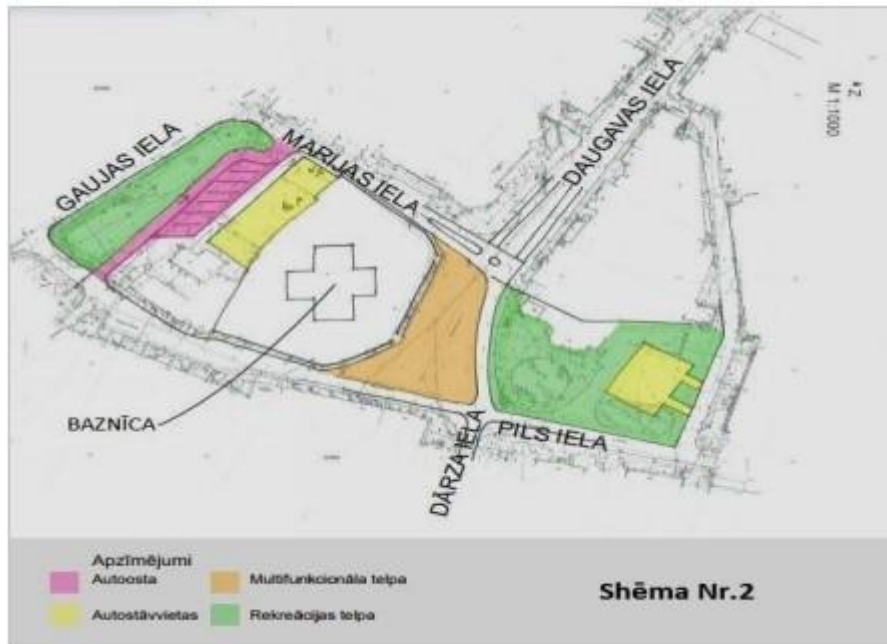 GAUJAS IELA
MARIJAS IELA
DAUGAVAS IELA
Z
M 1:1000
BAZNĪCA
DĀRZA IELA
PILS IELA
Apzīmējumi
Autoosta
Multifunkcionāla telpa
Autostāvvietas
Rekreācijas telpa
Shēma Nr.2